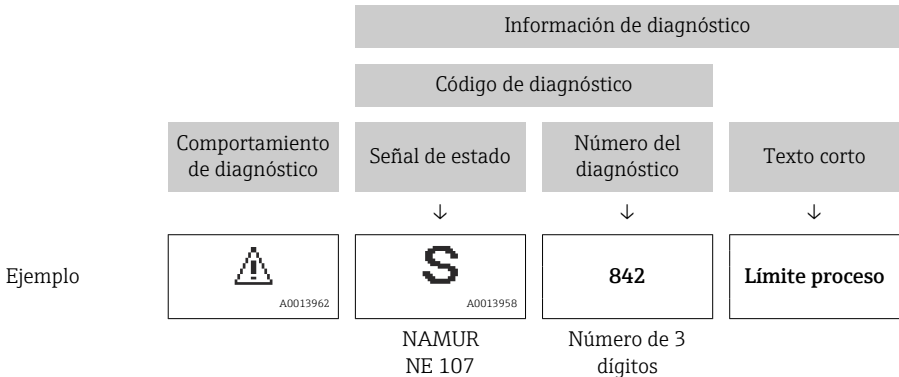 Información de diagnóstico
Código de diagnóstico
Comportamiento
de diagnóstico
Señal de estado
Número del
diagnóstico
Texto corto
↓ ↓ ↓
Ejemplo
A0013962
S
A0013958
842
Límite proceso
NAMUR
NE 107
Número de 3
dígitos